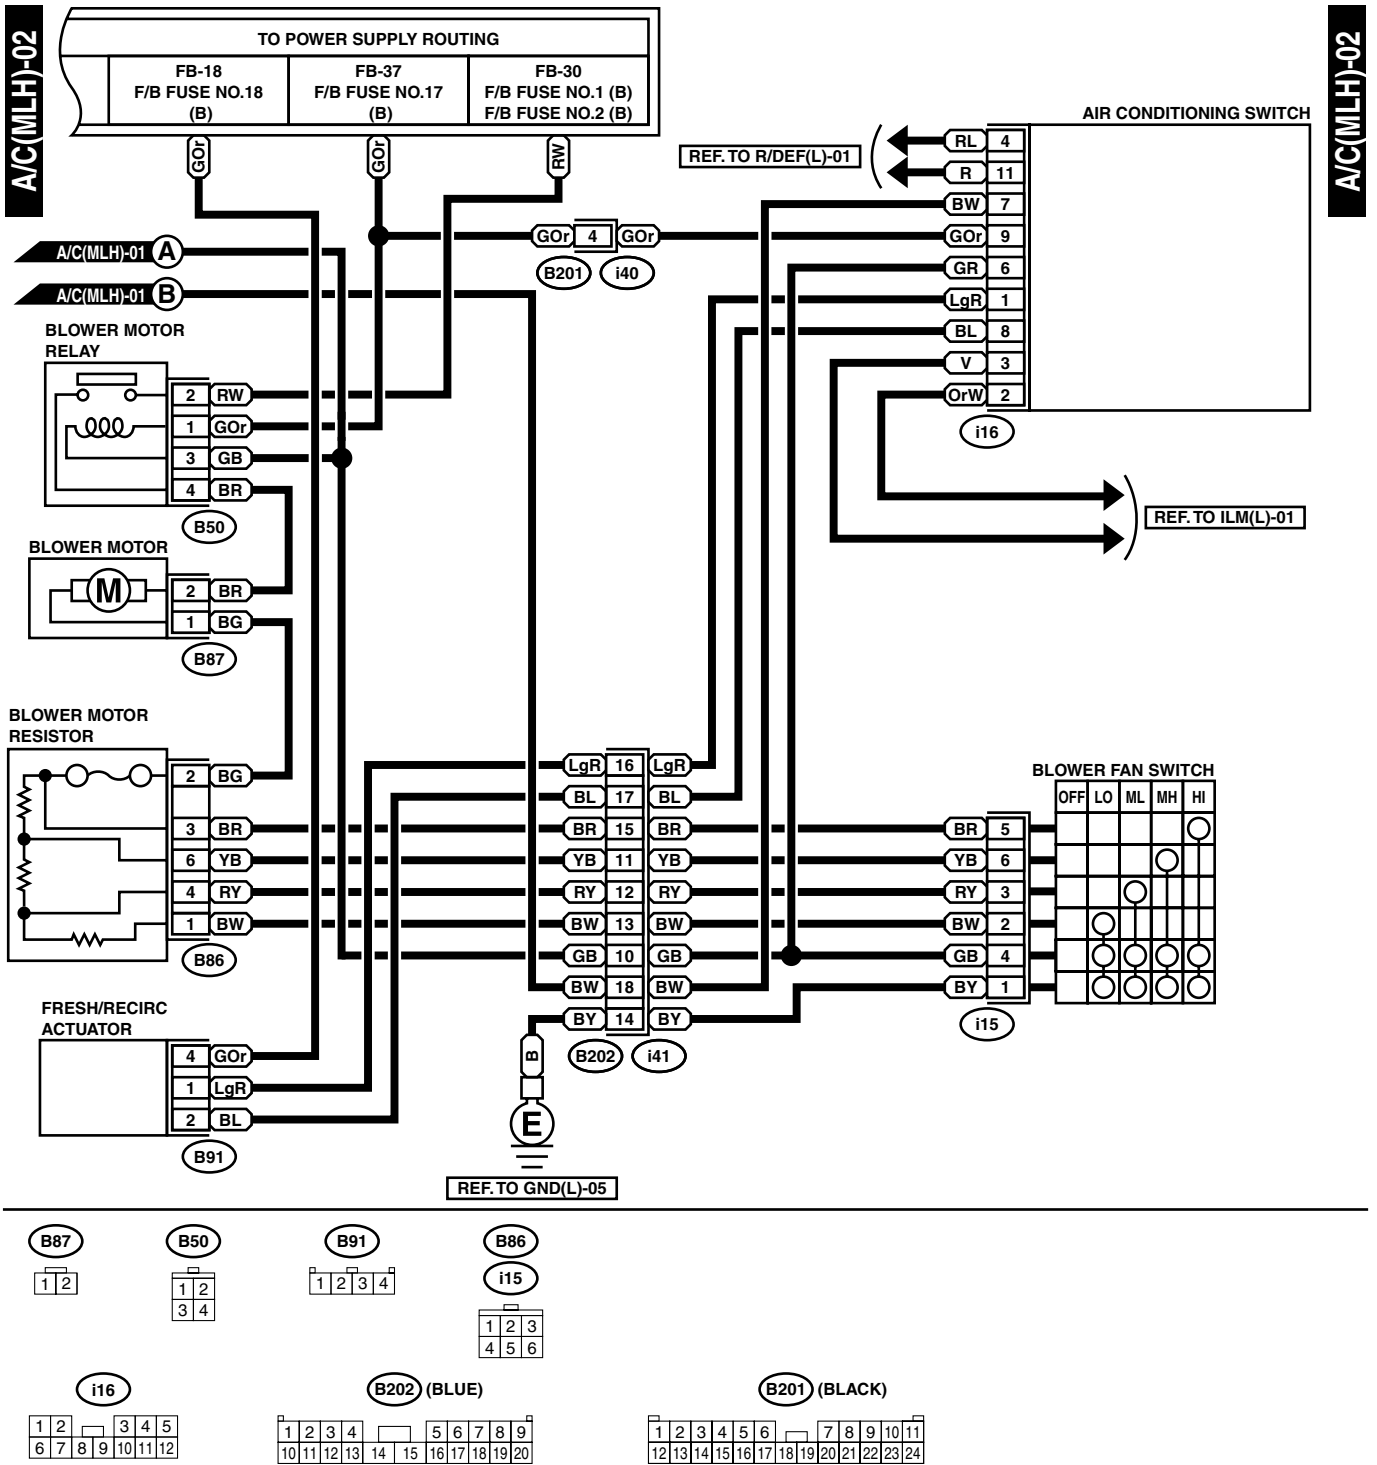 A/C(MLH)-02
A/C(MLH)-02
TO POWER SUPPLY ROUTING
FB-18
F/B FUSE NO.18
(B)
FB-37
F/B FUSE NO.17
(B)
FB-30
F/B FUSE NO.1 (B)
F/B FUSE NO.2 (B)
GOr
GOr
RW
AIR CONDITIONING SWITCH
REF. TO R/DEF(L)-01
RL 4
R 11
BW 7
GOr 9
GR 6
LgR 1
BL 8
V 3
OrW 2
i16
GOr 4 GOr
B201 i40
A/C(MLH)-01 A
A/C(MLH)-01 B
BLOWER MOTOR
RELAY
2 RW
1 GOr
3 GB
4 BR
B50
REF. TO ILM(L)-01
BLOWER MOTOR
M
2 BR
1 BG
B87
BLOWER MOTOR
RESISTOR
2 BG
3 BR
6 YB
4 RY
1 BW
B86
LgR 16 LgR
BL 17 BL
BR 15 BR
YB 11 YB
RY 12 RY
BW 13 BW
GB 10 GB
BW 18 BW
BY 14 BY
B202 i41
BLOWER FAN SWITCH
OFF LO ML MH HI
BR 5
YB 6
RY 3
BW 2
GB 4
BY 1
i15
FRESH/RECIRC
ACTUATOR
4 GOr
1 LgR
2 BL
B91
B
E
REF. TO GND(L)-05
B87
1 2
B50
1 2
3 4
B91
1 2 3 4
B86
i15
1 2 3
4 5 6
i16
1 2 3 4 5
6 7 8 9 10 11 12
B202 (BLUE)
1 2 3 4 5 6 7 8 9
10 11 12 13 14 15 16 17 18 19 20
B201 (BLACK)
1 2 3 4 5 6 7 8 9 10 11
12 13 14 15 16 17 18 19 20 21 22 23 24